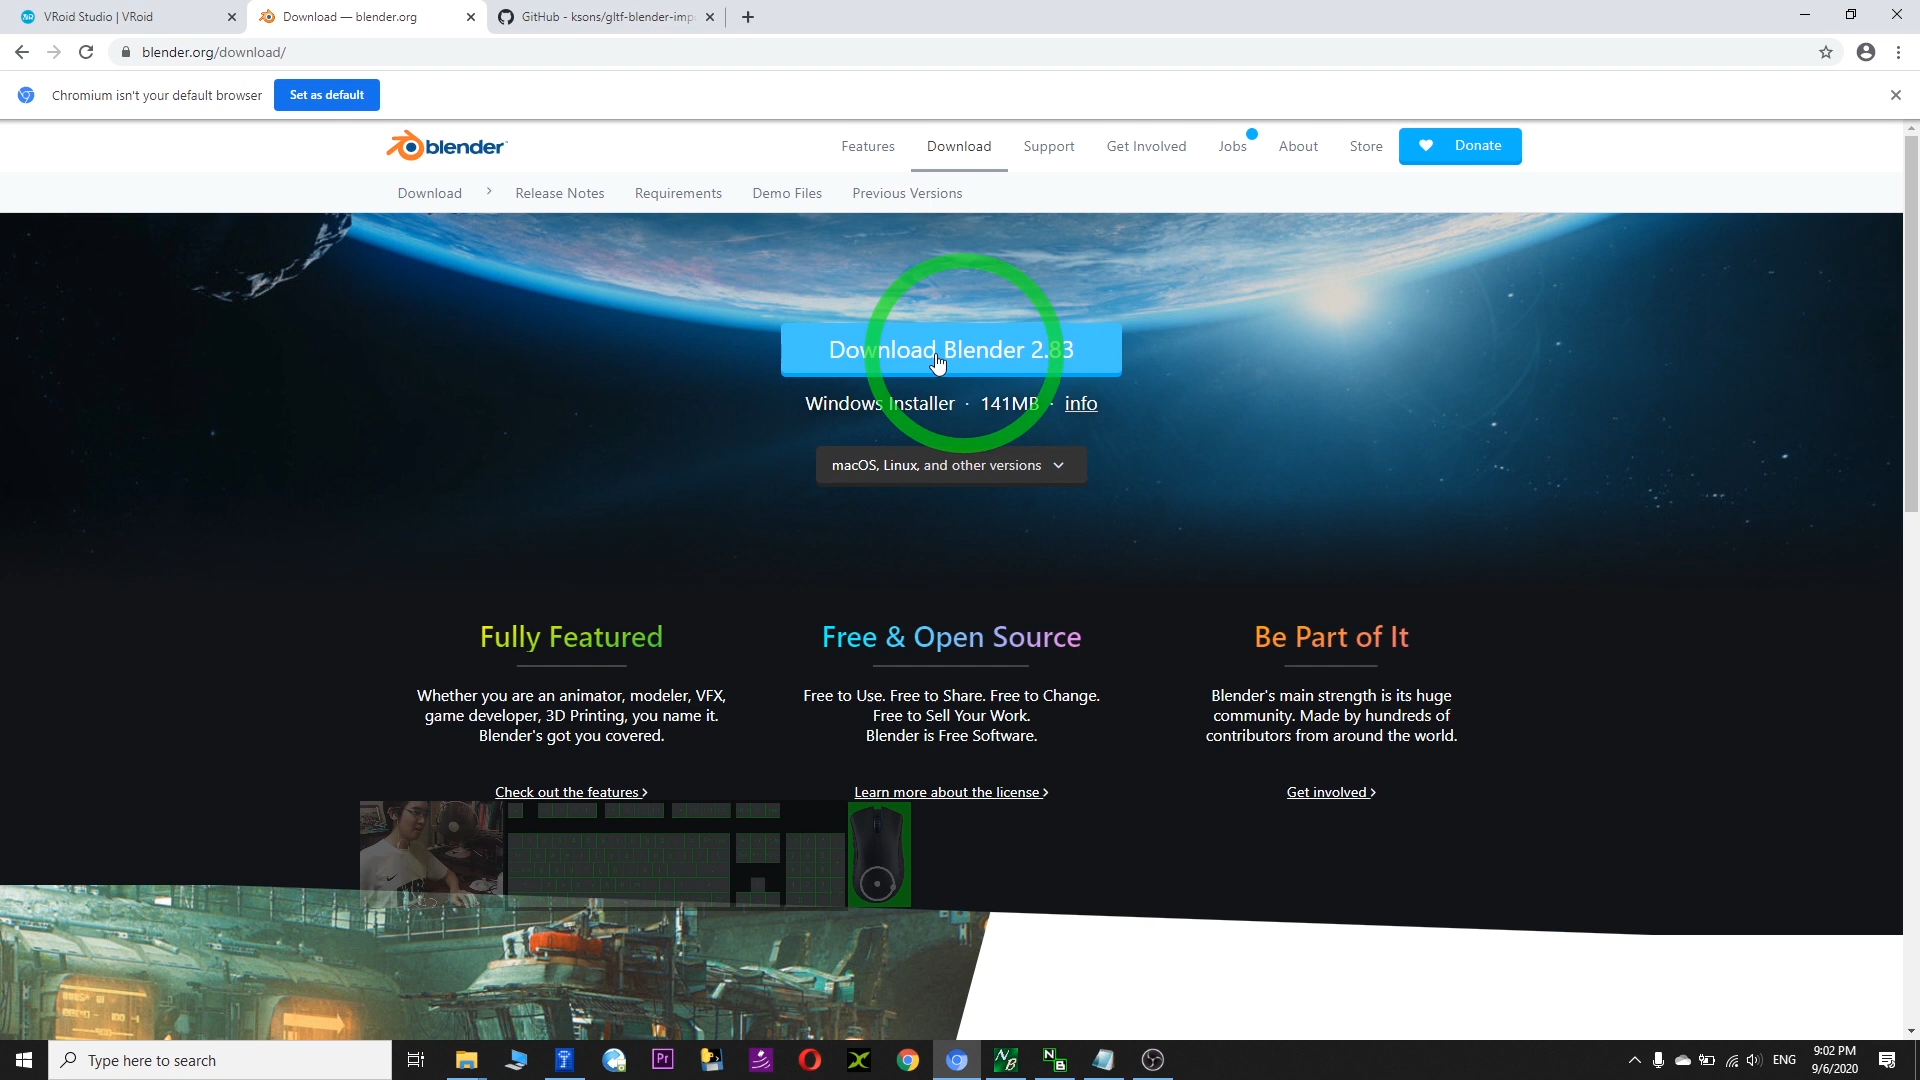 VRoid Studio | VRoid
Download — blender.org
GitHub - ksons/gltf-blender-imp
blender.org/download/
Chromium isn't your default browser
Set as default
blender
Features
Download
Support
Get Involved
Jobs
About
Store
Donate
Download
Release Notes
Requirements
Demo Files
Previous Versions
Download Blender 2.83
Windows Installer · 141MB · info
macOS, Linux, and other versions
Fully Featured
Whether you are an animator, modeler, VFX,
game developer, 3D Printing, you name it.
Blender's got you covered.
Check out the features >
Free & Open Source
Free to Use. Free to Share. Free to Change.
Free to Sell Your Work.
Blender is Free Software.
Learn more about the license >
Be Part of It
Blender's main strength is its huge
community. Made by hundreds of
contributors from around the world.
Get involved >
Type here to search
Pr
ENG
9:02 PM
9/6/2020